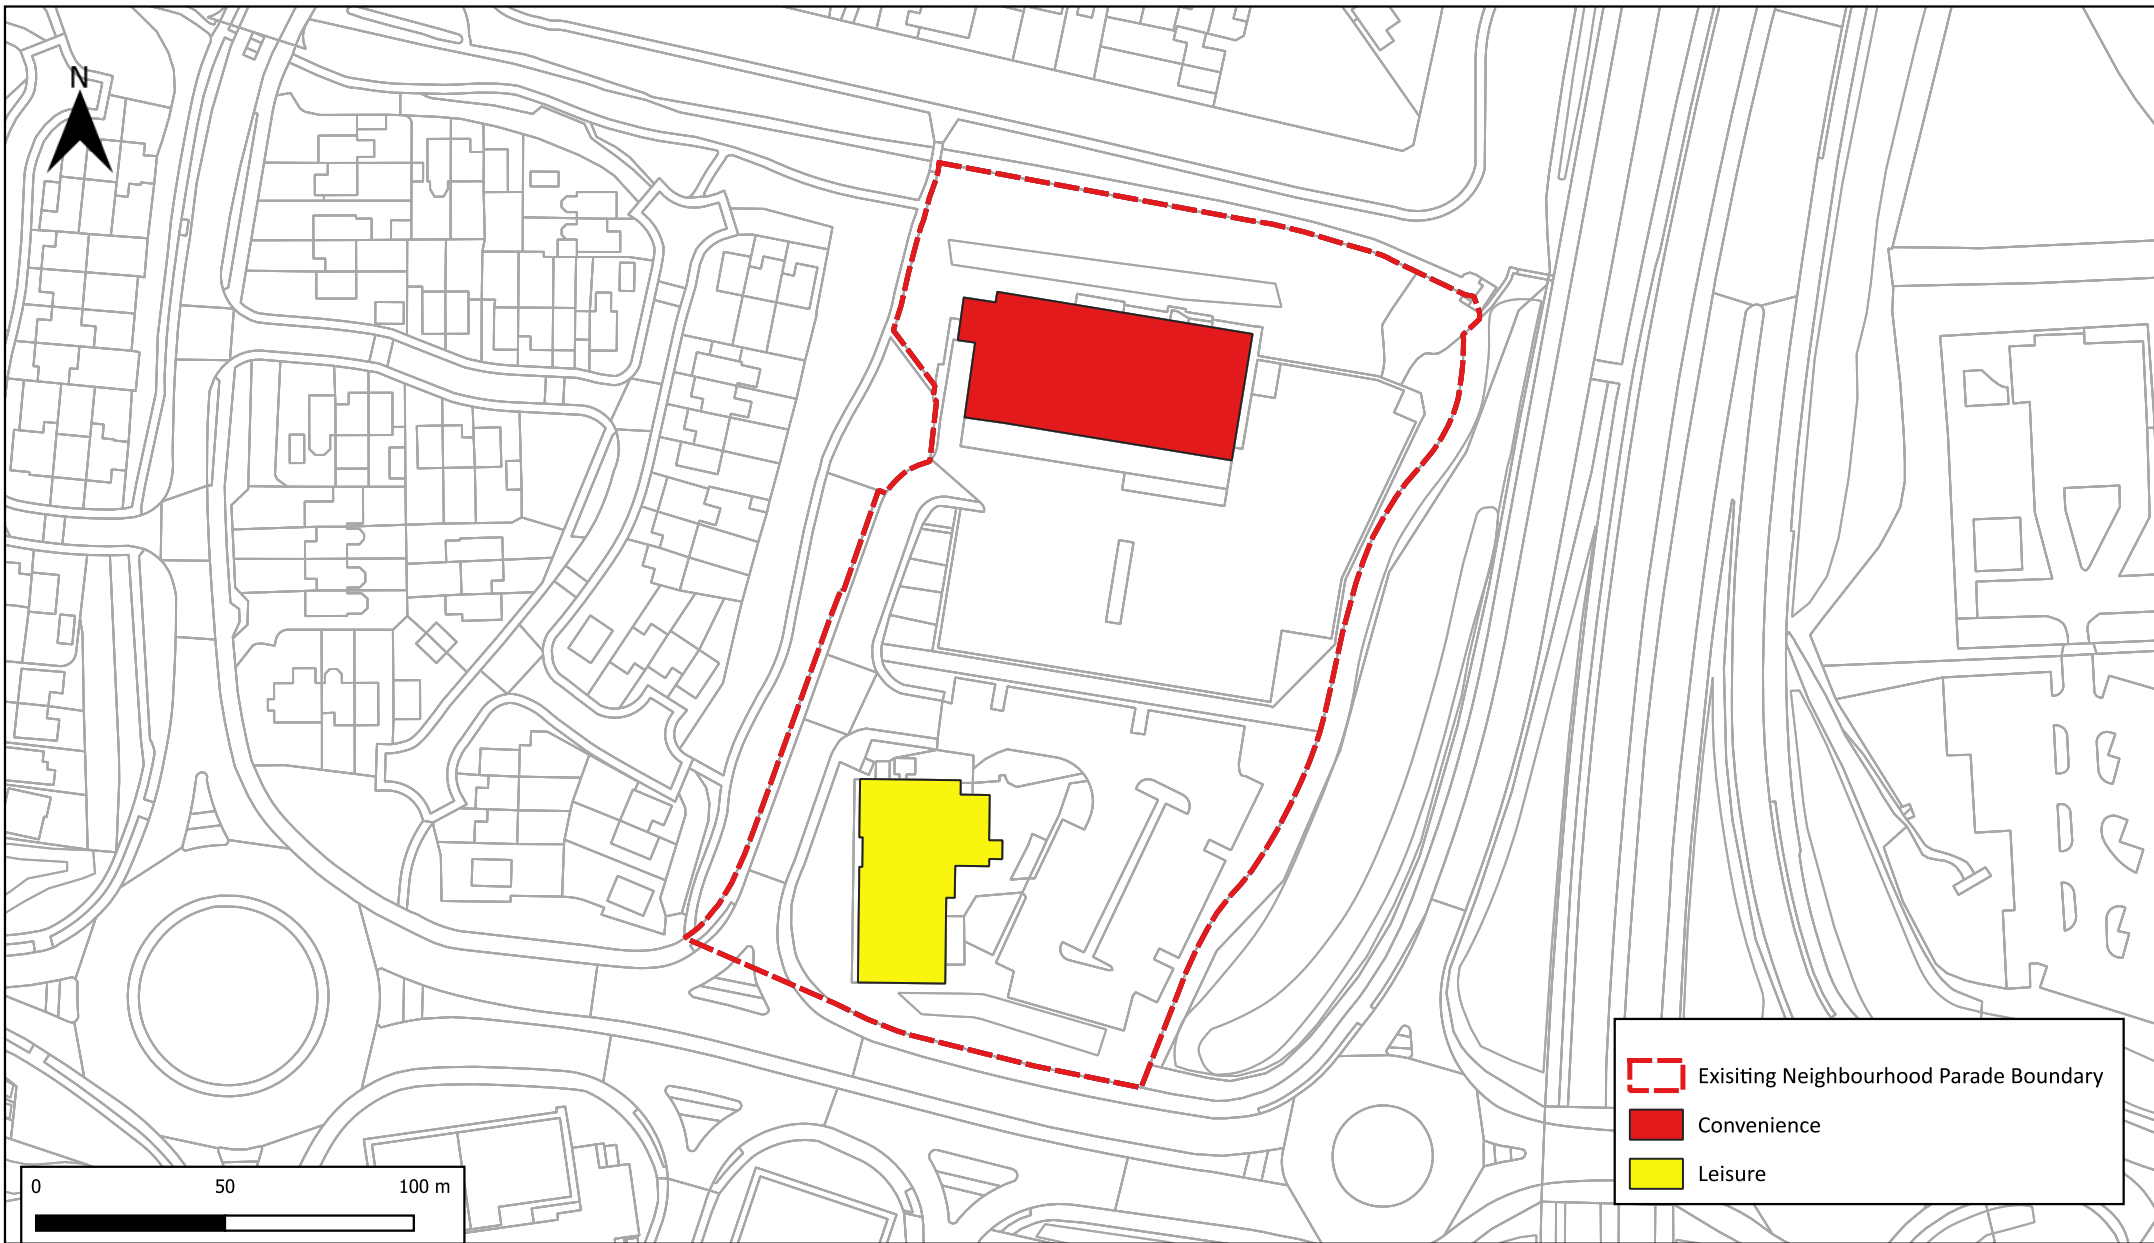 N
Exisiting Neighbourhood Parade Boundary
Convenience
Leisure
0 50 100 m